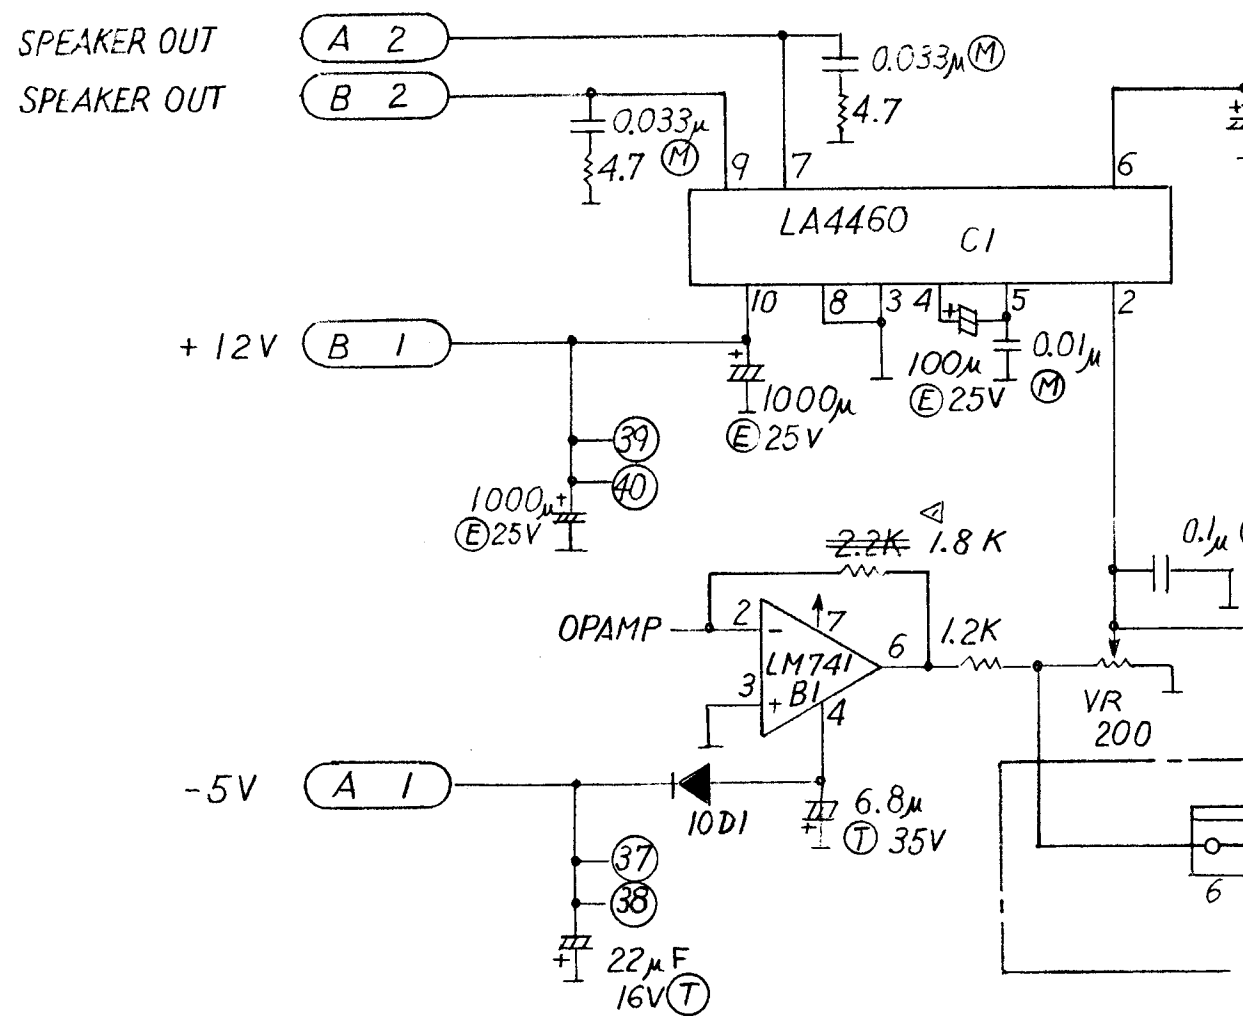 SPEAKER OUT A 2
0.033μ M
4.7
SPEAKER OUT B 2
0.033μ
4.7 M
9 7 6
LA4460
C1
10 8 3 4 5 2
+12V B 1
1000μ
E 25V
100μ
E 25V
0.01μ
M
39
40
1000μ
E 25V
2.2K 1.8K
0.1μ
OPAMP 2 7
6 1.2K
LM741
B1
3 4
VR
200
-5V A 1
10D1
6.8μ
T 35V
37
38
22μF
16V T
6